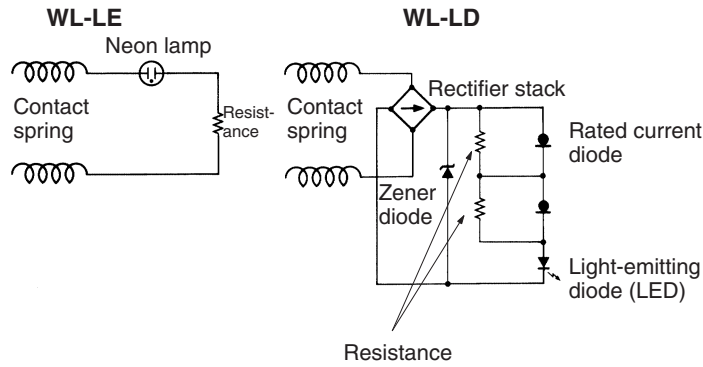 WL-LE
Neon lamp
Contact
spring
Resist-
ance
WL-LD
Rectifier stack
Contact
spring
Zener
diode
Rated current
diode
Light-emitting
diode (LED)
Resistance